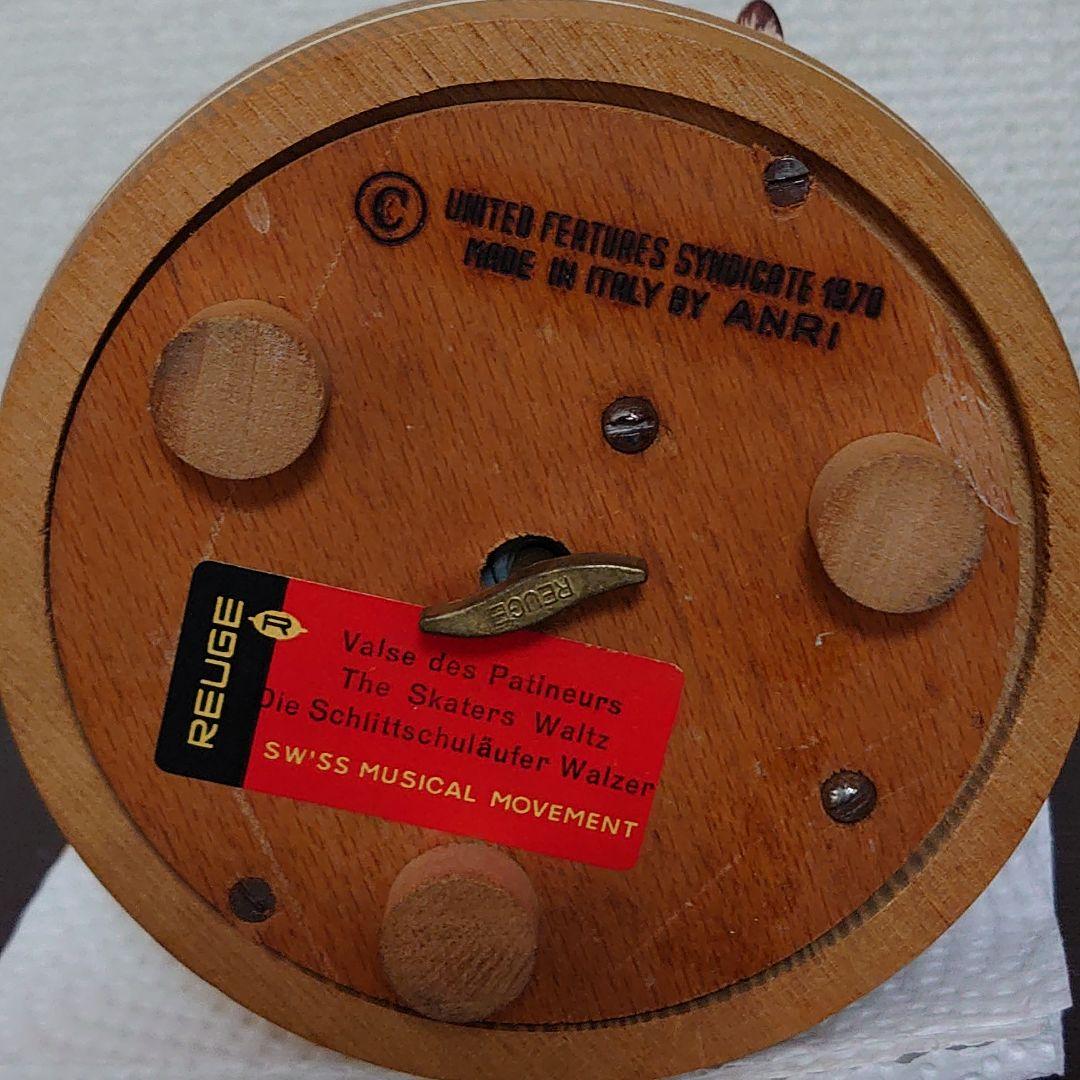 © UNITED FEATURES SYNDICATE 1970
MADE IN ITALY BY ANRI
REUGE
REUGE
R
Valse des Patineurs
The Skaters Waltz
Die Schlittschuläufer Walzer
SW'SS MUSICAL MOVEMENT